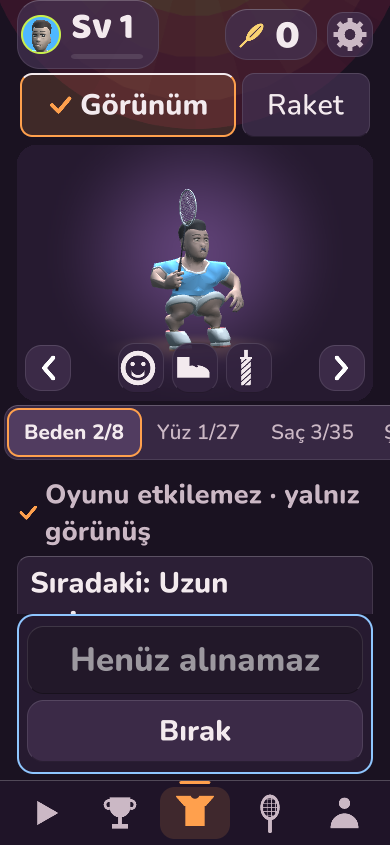 Sv 1
0
Görünüm
Raket
Beden 2/8
Yüz 1/27
Saç 3/35
Oyunu etkilemez · yalnız
görünüş
Sıradaki: Uzun
Henüz alınamaz
Bırak